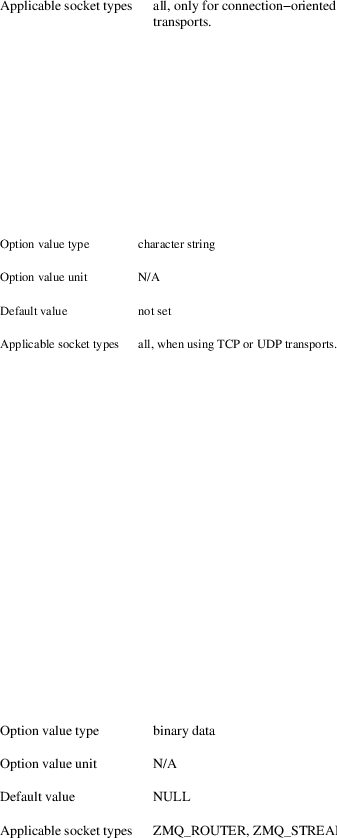 Applicable socket types all, only for connection−oriented
transports.
Option value type character string
Option value unit N/A
Default value not set
Applicable socket types all, when using TCP or UDP transports.
Option value type binary data
Option value unit N/A
Default value NULL
Applicable socket types ZMQ_ROUTER,